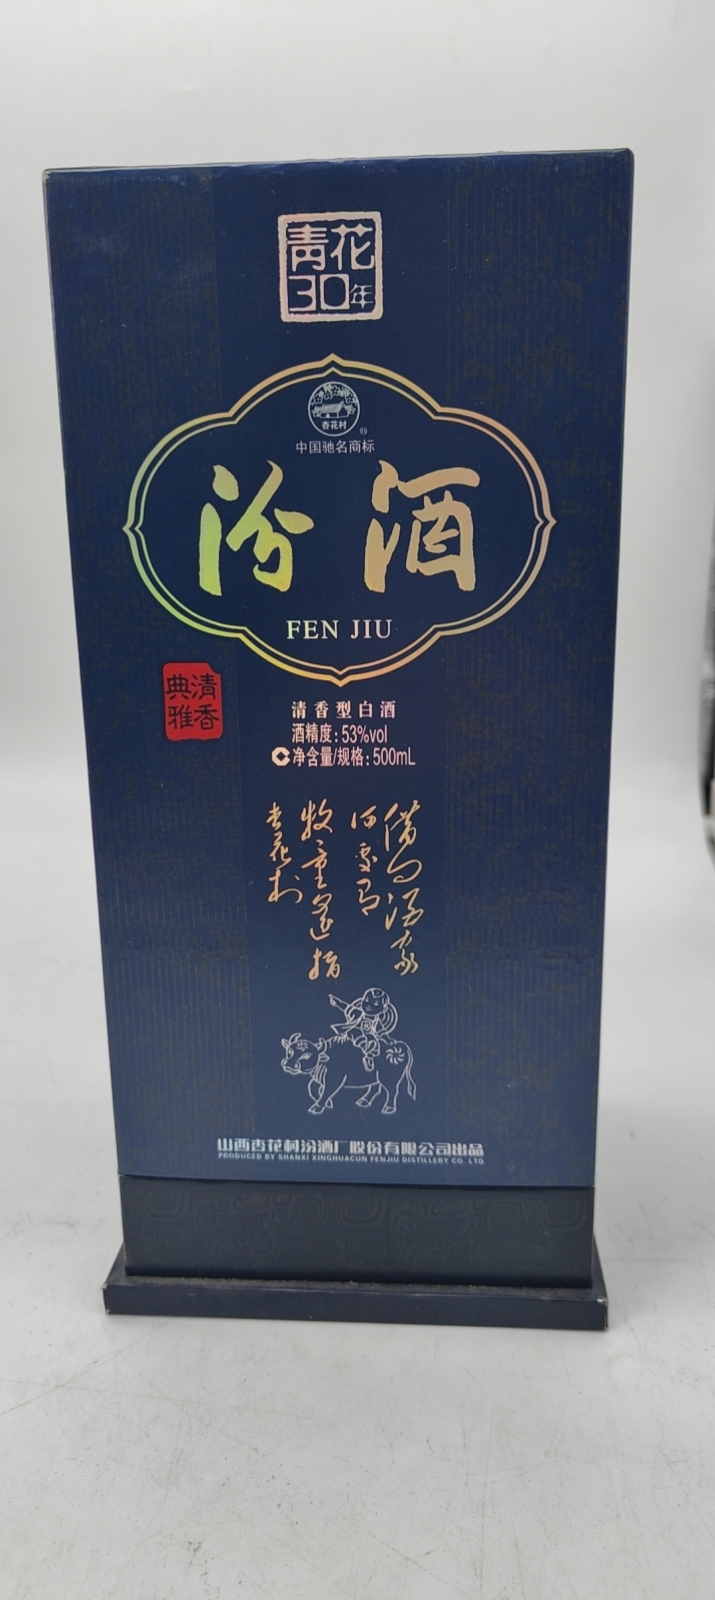 青花
30年
杏花村
®
中国驰名商标
汾酒
FEN JIU
清香
典雅
清香型白酒
酒精度:53%vol
净含量/规格:500mL
借问酒家
何处有
牧童遥指
杏花村
山西杏花村汾酒厂股份有限公司出品
PRODUCED BY SHANXI XINGHUACUN FENJIU DISTILLERY CO. LTD.